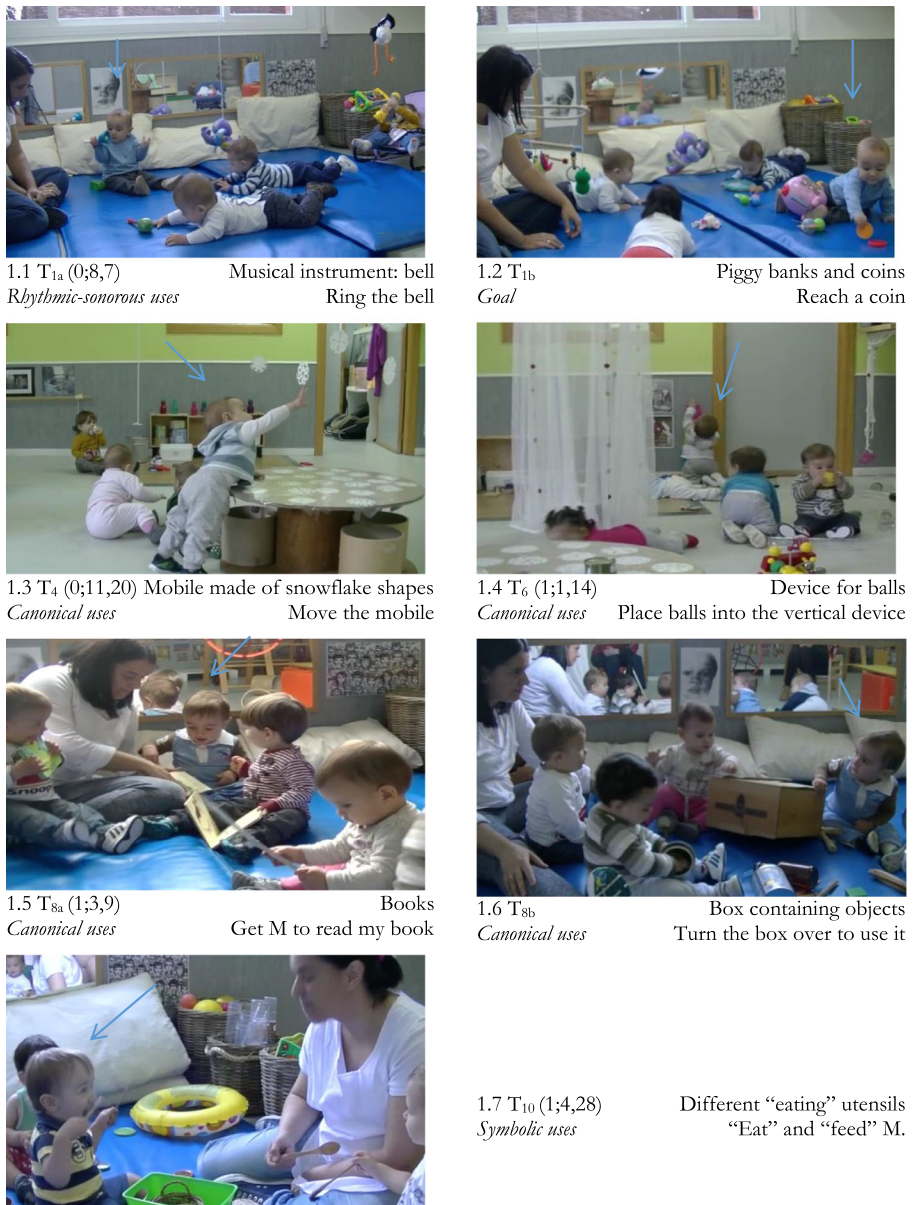 1.1 T1a (0;8,7) Musical instrument: bell
Rhythmic-sonorous uses Ring the bell
1.2 T1b Piggy banks and coins
Goal Reach a coin
1.3 T4 (0;11,20) Mobile made of snowflake shapes
Canonical uses Move the mobile
1.4 T6 (1;1,14) Device for balls
Canonical uses Place balls into the vertical device
snoopy
1.5 T8a (1;3,9) Books
Canonical uses Get M to read my book
1.6 T8b Box containing objects
Canonical uses Turn the box over to use it
1.7 T10 (1;4,28) Different “eating” utensils
Symbolic uses “Eat” and “feed” M.